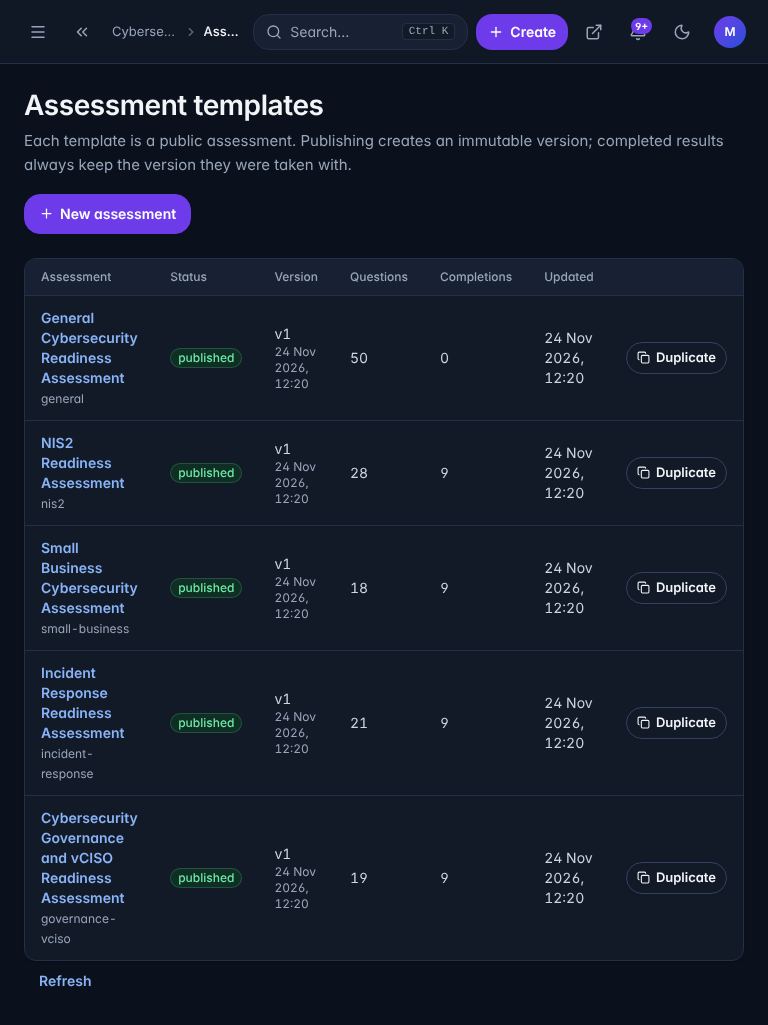 Cyberse... > Ass...
Search...
Ctrl K
Create
9+
M
Assessment templates
Each template is a public assessment. Publishing creates an immutable version; completed results
always keep the version they were taken with.
New assessment
Assessment Status Version Questions Completions Updated
General
Cybersecurity
Readiness
Assessment
general
published
v1
24 Nov
2026,
12:20
50
0
24 Nov
2026,
12:20
Duplicate
NIS2
Readiness
Assessment
nis2
published
v1
24 Nov
2026,
12:20
28
9
24 Nov
2026,
12:20
Duplicate
Small
Business
Cybersecurity
Assessment
small-business
published
v1
24 Nov
2026,
12:20
18
9
24 Nov
2026,
12:20
Duplicate
Incident
Response
Readiness
Assessment
incident-
response
published
v1
24 Nov
2026,
12:20
21
9
24 Nov
2026,
12:20
Duplicate
Cybersecurity
Governance
and vCISO
Readiness
Assessment
governance-
vciso
published
v1
24 Nov
2026,
12:20
19
9
24 Nov
2026,
12:20
Duplicate
Refresh